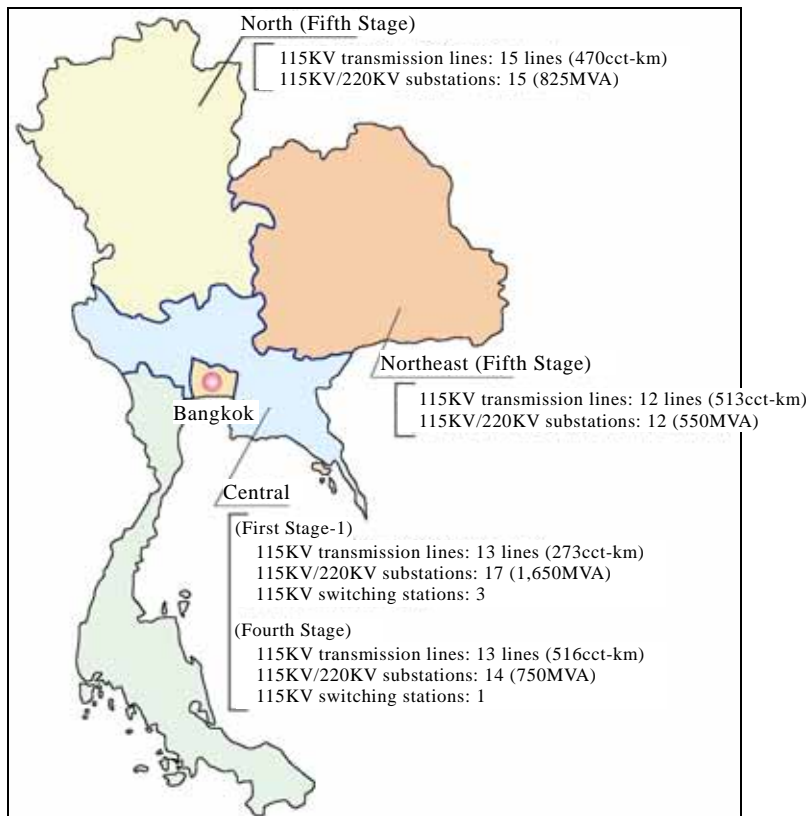 North (Fifth Stage)
115KV transmission lines: 15 lines (470cct-km)
115KV/220KV substations: 15 (825MVA)
Northeast (Fifth Stage)
115KV transmission lines: 12 lines (513cct-km)
115KV/220KV substations: 12 (550MVA)
Bangkok
Central
(First Stage-1)
115KV transmission lines: 13 lines (273cct-km)
115KV/220KV substations: 17 (1,650MVA)
115KV switching stations: 3
(Fourth Stage)
115KV transmission lines: 13 lines (516cct-km)
115KV/220KV substations: 14 (750MVA)
115KV switching stations: 1